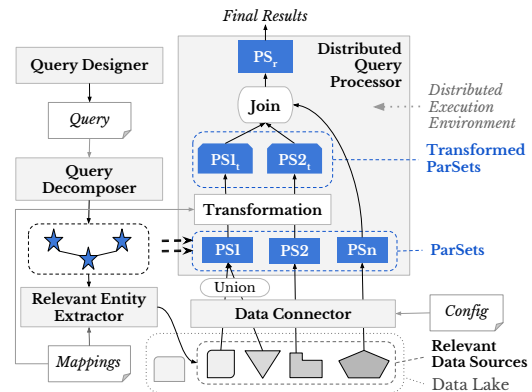 Final Results
Query Designer
Query
Query
Decomposer
Relevant Entity
Extractor
Mappings
Distributed
Query
Processor
PSr
Join
PS1t
PS2t
Transformation
PS1
PS2
PSn
Union
Data Connector
Distributed
Execution
Environment
Transformed
ParSets
ParSets
Config
Relevant
Data Sources
Data Lake